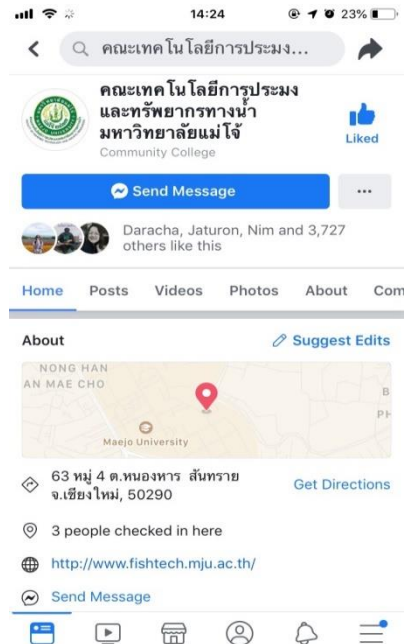 14:24
23%
คณะเทคโนโลยีการประมง...
คณะเทคโนโลยีการประมง
และทรัพยากรทางน้ำ
มหาวิทยาลัยแม่โจ้
Community College
Liked
Send Message
Daracha, Jaturon, Nim and 3,727
others like this
Home Posts Videos Photos About Com
About
Suggest Edits
NONG HAN
AN MAE CHO
B
PH
Maejo University
63 หมู่ 4 ต.หนองหาร สันทราย
จ.เชียงใหม่, 50290
Get Directions
3 people checked in here
http://www.fishtech.mju.ac.th/
Send Message